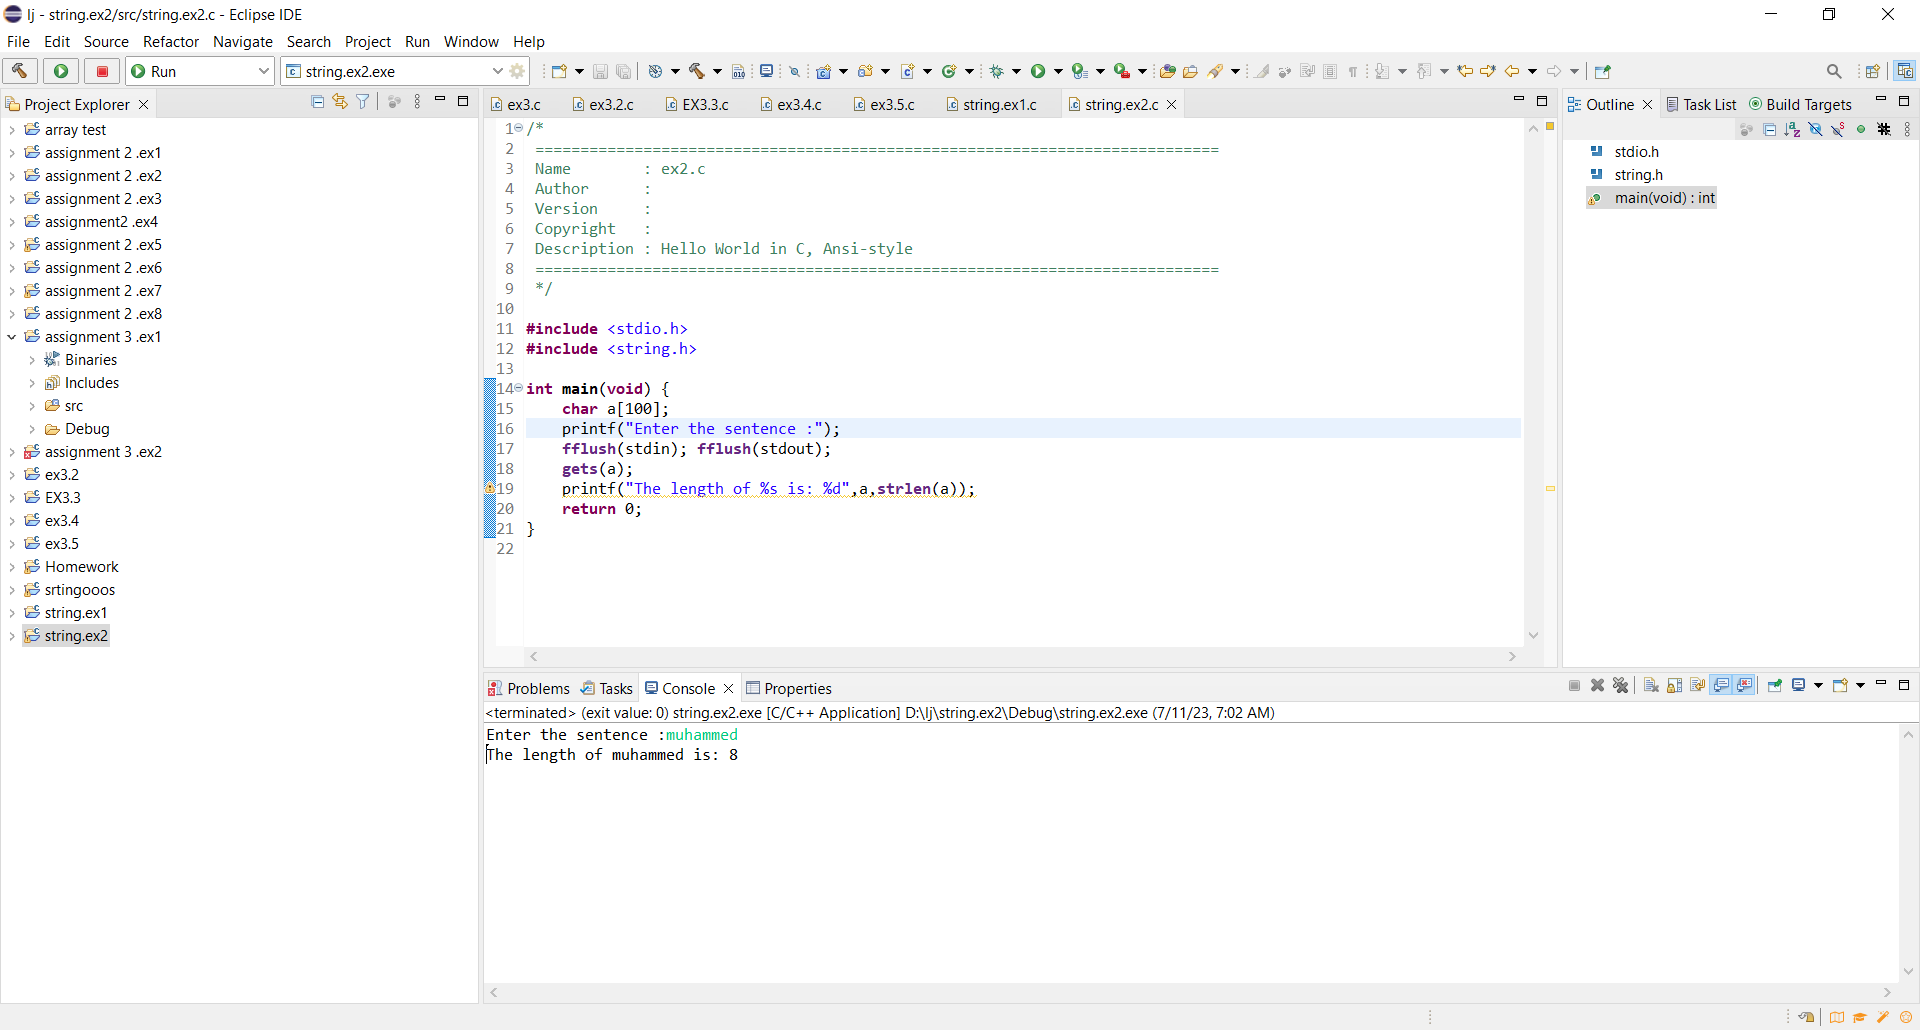 lj - string.ex2/src/string.ex2.c - Eclipse IDE
File Edit Source Refactor Navigate Search Project Run Window Help
Run string.ex2.exe
Project Explorer
array test
assignment 2 .ex1
assignment 2 .ex2
assignment 2 .ex3
assignment2 .ex4
assignment 2 .ex5
assignment 2 .ex6
assignment 2 .ex7
assignment 2 .ex8
assignment 3 .ex1
Binaries
Includes
src
Debug
assignment 3 .ex2
ex3.2
EX3.3
ex3.4
ex3.5
Homework
srtingooos
string.ex1
string.ex2
ex3.c ex3.2.c EX3.3.c ex3.4.c ex3.5.c string.ex1.c string.ex2.c
1 /*
2 ============================================================================
3 Name : ex2.c
4 Author :
5 Version :
6 Copyright :
7 Description : Hello World in C, Ansi-style
8 ============================================================================
9 */
10
11 #include <stdio.h>
12 #include <string.h>
13
14 int main(void) {
15 char a[100];
16 printf("Enter the sentence :");
17 fflush(stdin); fflush(stdout);
18 gets(a);
19 printf("The length of %s is: %d",a,strlen(a));
20 return 0;
21 }
22
Outline Task List Build Targets
stdio.h
string.h
main(void) : int
Problems Tasks Console Properties
<terminated> (exit value: 0) string.ex2.exe [C/C++ Application] D:\lj\string.ex2\Debug\string.ex2.exe (7/11/23, 7:02 AM)
Enter the sentence :muhammed
The length of muhammed is: 8